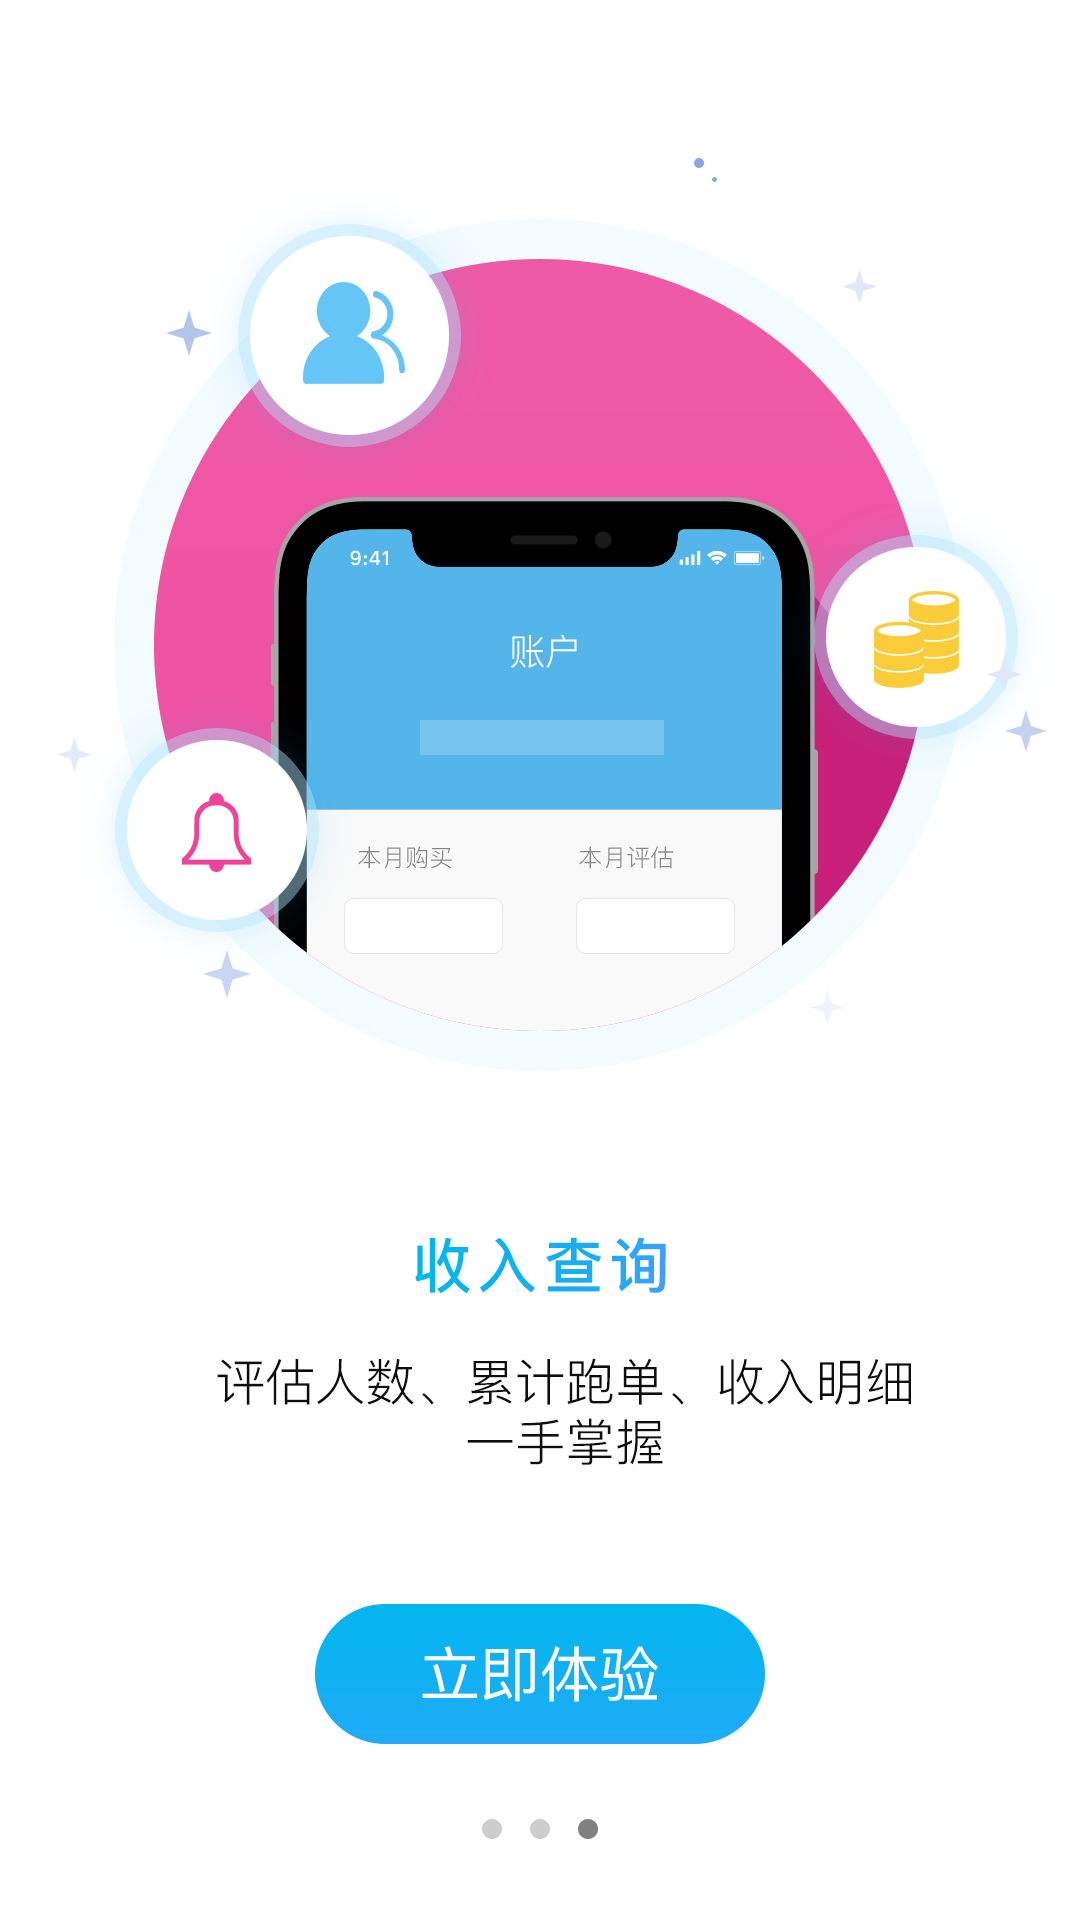 9:41
账户
本月购买 本月评估
收入查询
评估人数、累计跑单、收入明细
一手掌握
立即体验